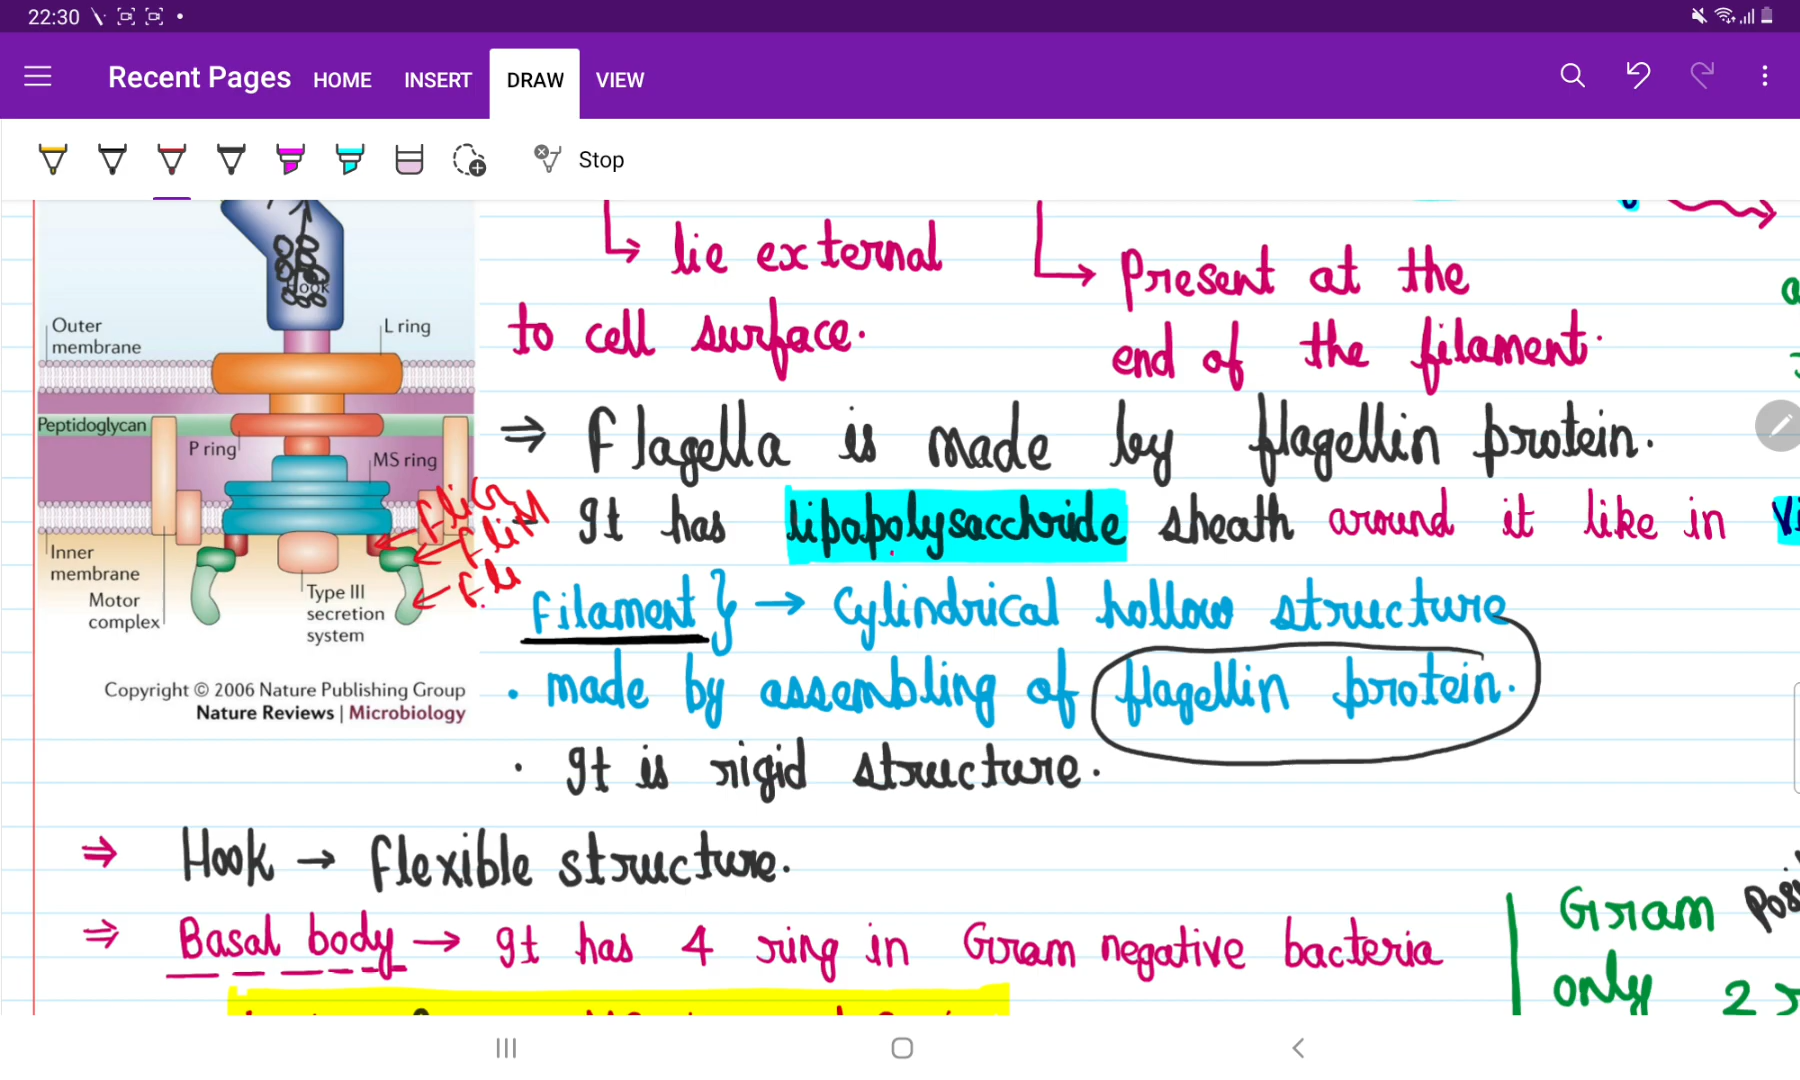 22:30
Recent Pages HOME INSERT DRAW VIEW
Stop
Hook
Outer
membrane
L ring
Peptidoglycan
P ring
MS ring
FliG
FliM
Inner
membrane
Motor
complex
Type III
secretion
system
Copyright © 2006 Nature Publishing Group
Nature Reviews | Microbiology
lie external
to cell surface.
Present at the
end of the filament.
⇒ Flagella is made by flagellin protein.
It has lipopolysacchride sheath around it like in
Filament} → Cylindrical hollow structure
• made by assembling of flagellin protein.
• It is rigid structure.
⇒ Hook → flexible structure.
⇒ Basal body → It has 4 ring in Gram negative bacteria
Gram
only 2